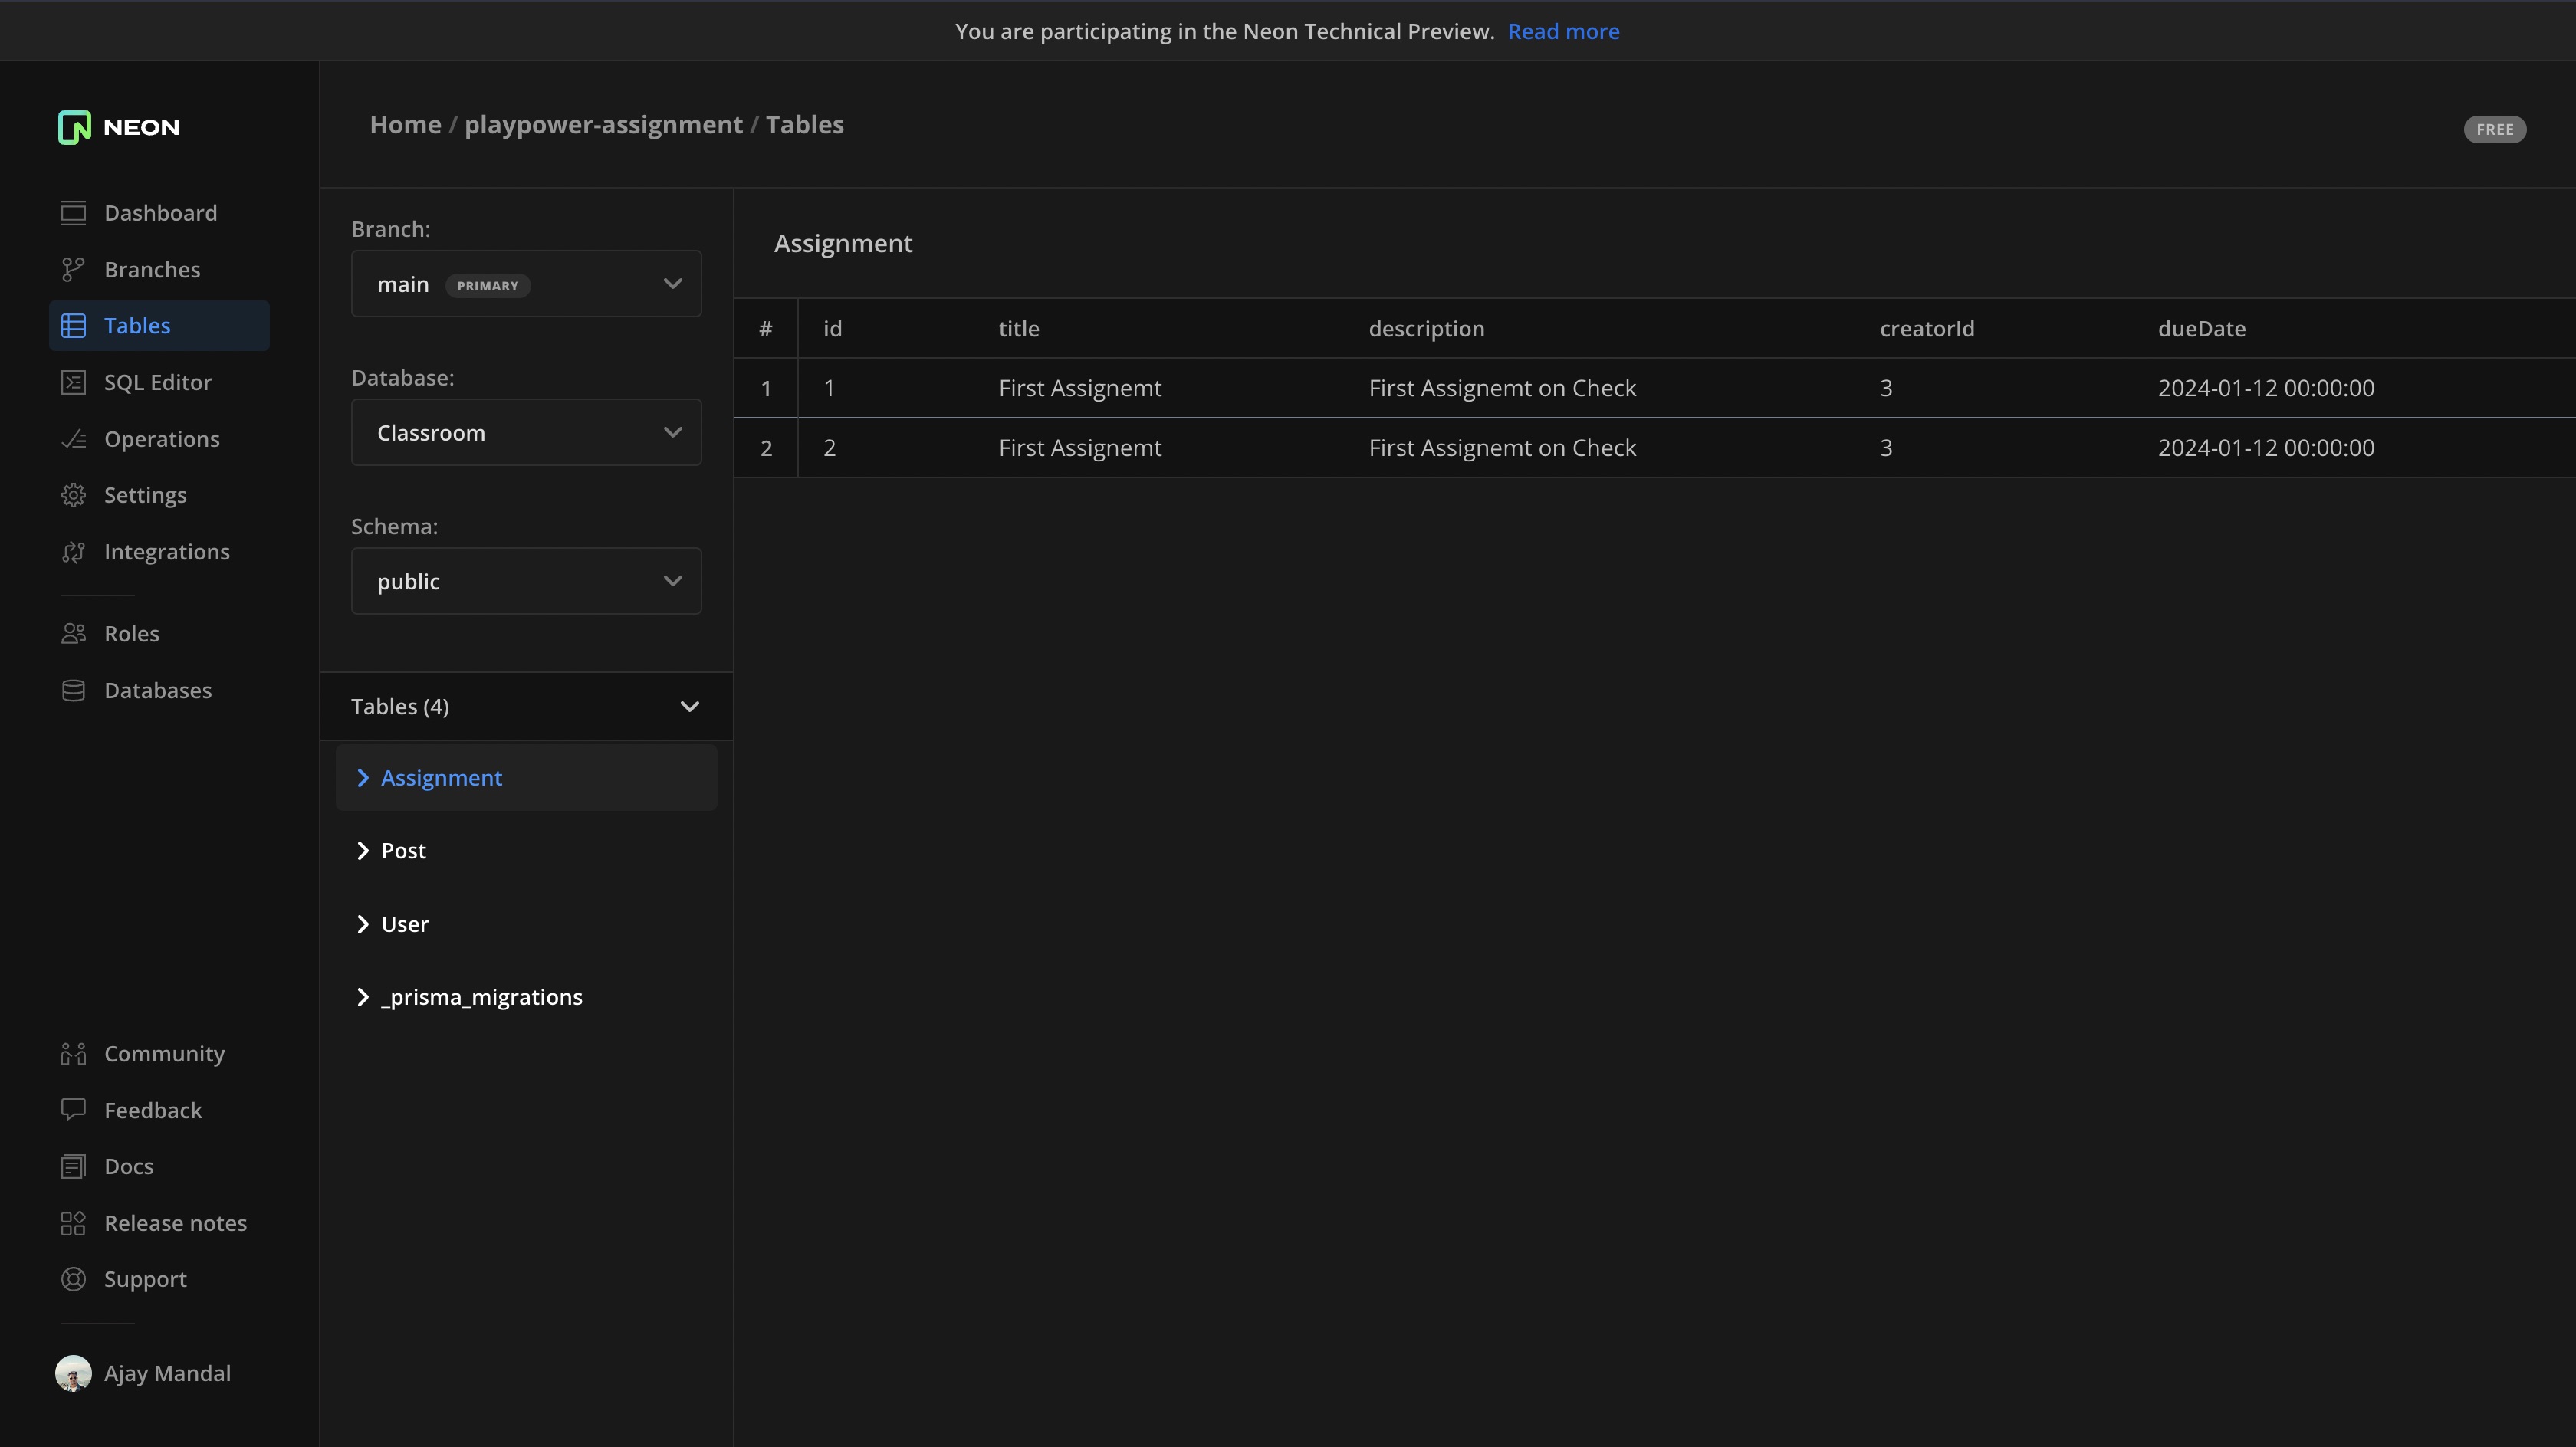 You are participating in the Neon Technical Preview. Read more
NEON
Home / playpower-assignment / Tables
FREE
Dashboard
Branches
Tables
SQL Editor
Operations
Settings
Integrations
Roles
Databases
Community
Feedback
Docs
Release notes
Support
Ajay Mandal
Branch:
main PRIMARY
Database:
Classroom
Schema:
public
Tables (4)
Assignment
Post
User
_prisma_migrations
Assignment
# id title description creatorId dueDate
1 1 First Assignemt First Assignemt on Check 3 2024-01-12 00:00:00
2 2 First Assignemt First Assignemt on Check 3 2024-01-12 00:00:00